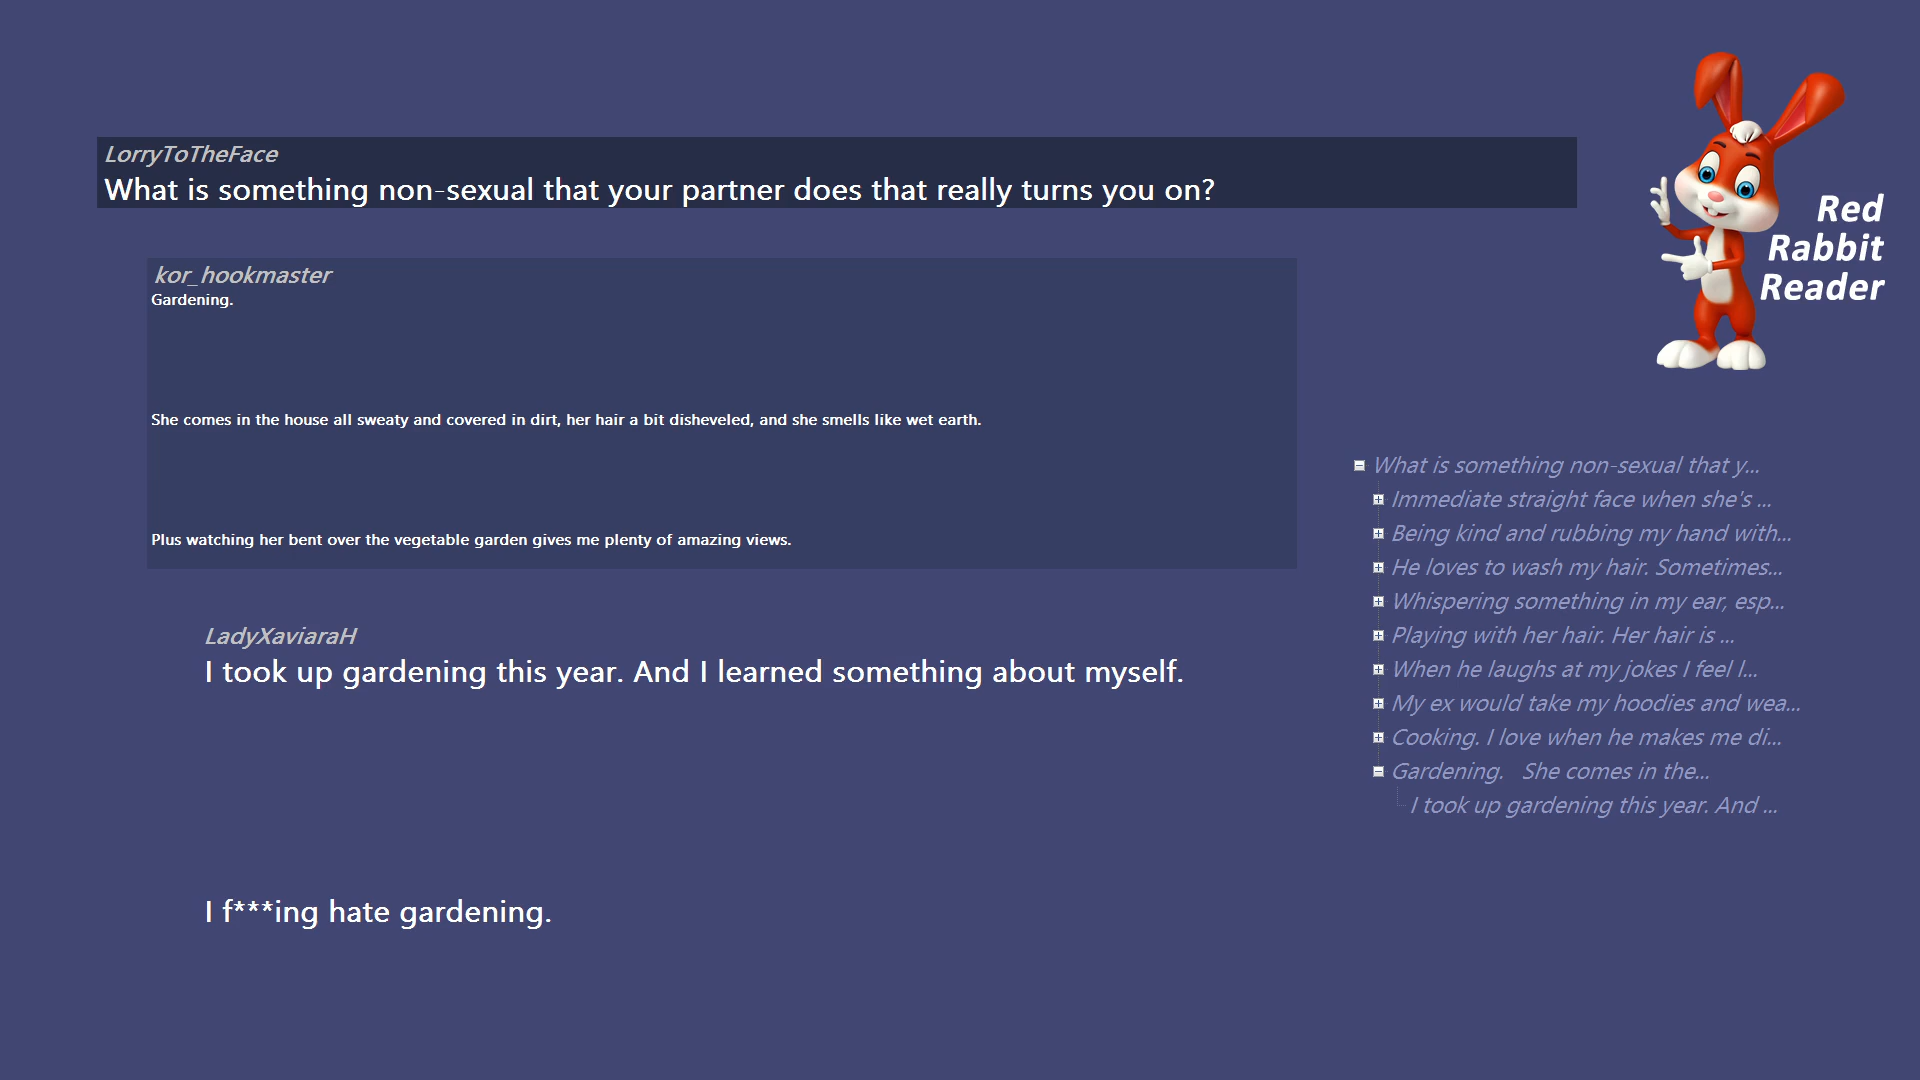 LorryToTheFace
What is something non-sexual that your partner does that really turns you on?
kor_hookmaster
Gardening.
She comes in the house all sweaty and covered in dirt, her hair a bit disheveled, and she smells like wet earth.
Plus watching her bent over the vegetable garden gives me plenty of amazing views.
LadyXaviaraH
I took up gardening this year. And I learned something about myself.
I f***ing hate gardening.
Red
Rabbit
Reader
What is something non-sexual that y...
Immediate straight face when she's ...
Being kind and rubbing my hand with...
He loves to wash my hair. Sometimes...
Whispering something in my ear, esp...
Playing with her hair. Her hair is ...
When he laughs at my jokes I feel l...
My ex would take my hoodies and wea...
Cooking. I love when he makes me di...
Gardening.   She comes in the...
I took up gardening this year. And ...